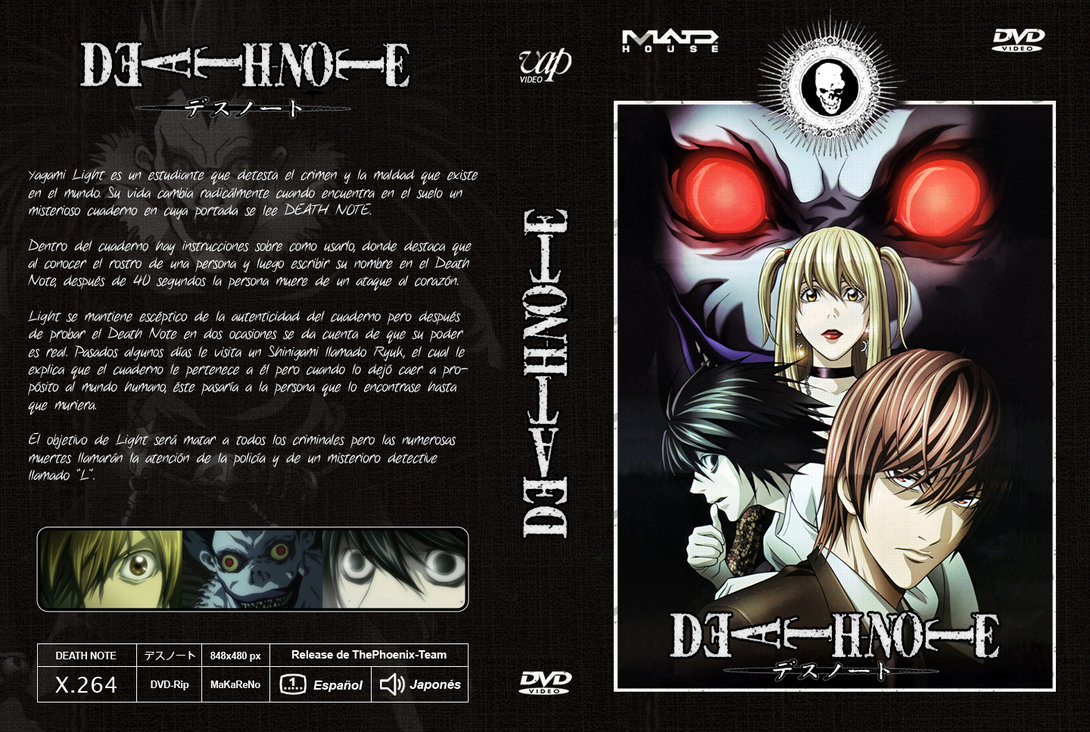 DEATH NOTE
デスノート
Yagami Light es un estudiante que detesta el crimen y la maldad que existe
en el mundo. Su vida cambia radicálmente cuando encuentra en el suelo un
misterioso cuaderno en cuya portada se lee DEATH NOTE.
Dentro del cuaderno hay instrucciones sobre como usarlo, donde destaca que
al conocer el rostro de una persona y luego escribir su nombre en el Death
Note, después de 40 segundos la persona muere de un ataque al corazón.
Light se mantiene escéptico de la autenticidad del cuaderno pero después
de probar el Death Note en dos ocasiones se da cuenta de que su poder
es real. Pasados algunos días le visita un Shinigami llamado Ryuk, el cual le
explica que el cuaderno le pertenece a él pero cuando lo dejó caer a pro-
pósito al mundo humano, éste pasaría a la persona que lo encontrase hasta
que muriera.
El objetivo de Light será matar a todos los criminales pero las numerosas
muertes llamarán la atención de la policía y de un misterioro detective
llamado "L".
DEATH NOTE
デスノート
848x480 px
Release de ThePhoenix-Team
X.264
DVD-Rip
MaKaReNo
1
Español
Japonés
vap
VIDEO
DEATH NOTE
DVD
VIDEO
MAD
HOUSE
DVD
VIDEO
DEATH NOTE
デスノート